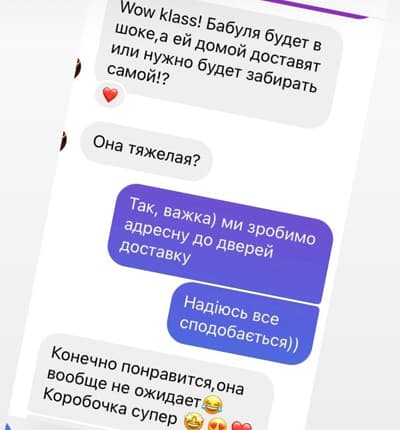 Wow klass! Бабуля будет в
шоке,а ей домой доставят
или нужно будет забирать
самой!?
Она тяжелая?
Так, важка) ми зробимо
адресну до дверей
доставку
Надіюсь все
сподобається))
Конечно понравится,она
вообще не ожидает😂
Коробочка супер 🤩😍❤️